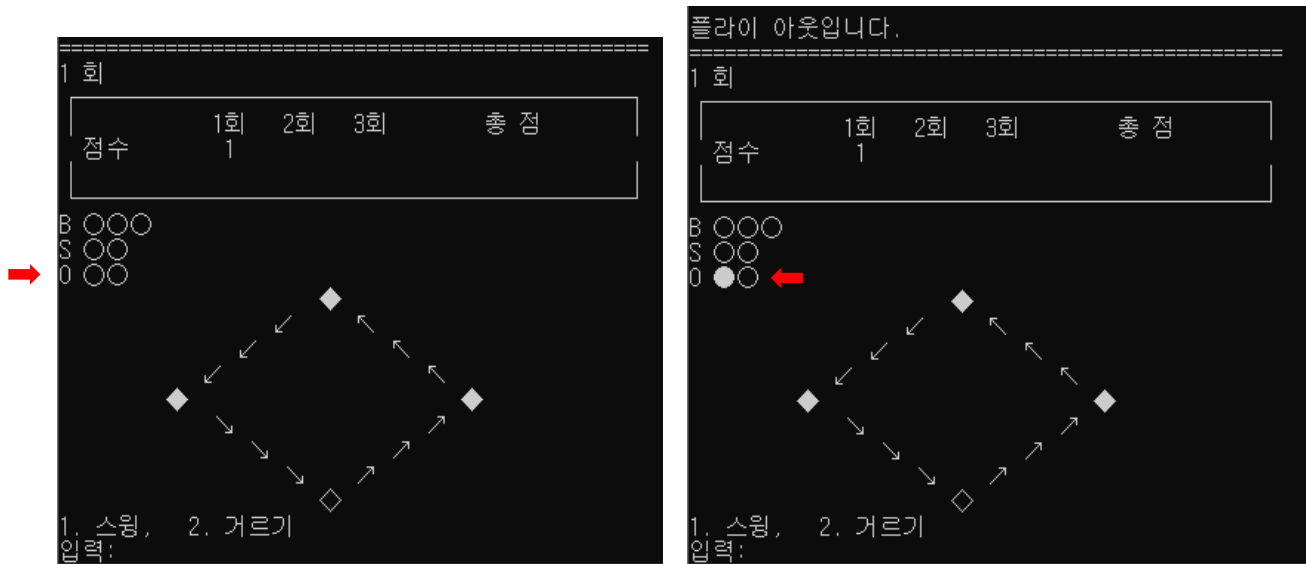 ==================================================
1 회
1회 2회 3회 총 점
점수 1
B ○○○
S ○○
O ○○
1. 스윙, 2. 거르기
입력:
플라이 아웃입니다.
==================================================
1 회
1회 2회 3회 총 점
점수 1
B ○○○
S ○○
O ●○
1. 스윙, 2. 거르기
입력: